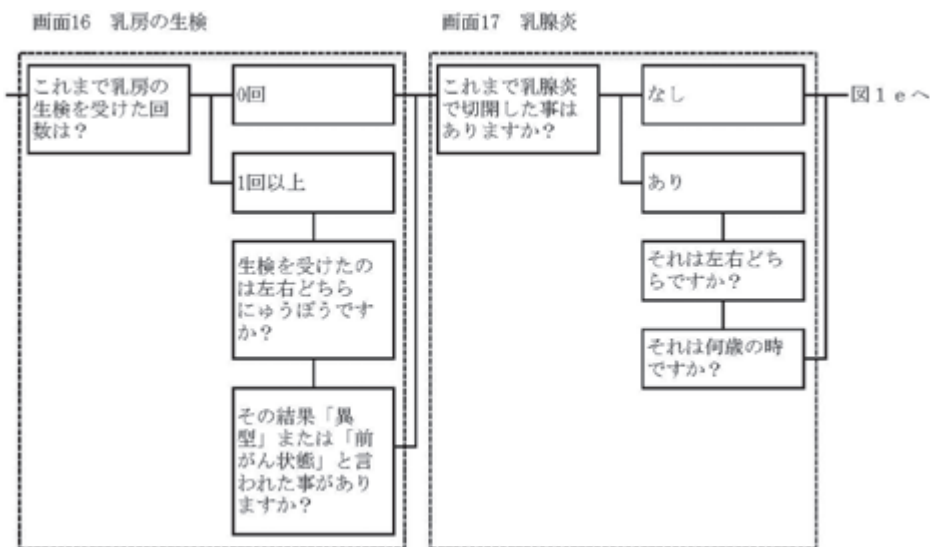 画面16 乳房の生検
これまで乳房の
生検を受けた回
数は？
0回
1回以上
生検を受けたの
は左右どちら
にゅうぼうです
か？
その結果「異
型」または「前
がん状態」と言
われた事があり
ますか？
画面17 乳腺炎
これまで乳腺炎
で切開した事は
ありますか？
なし
あり
それは左右どち
らですか？
それは何歳の時
ですか？
図１ｅへ